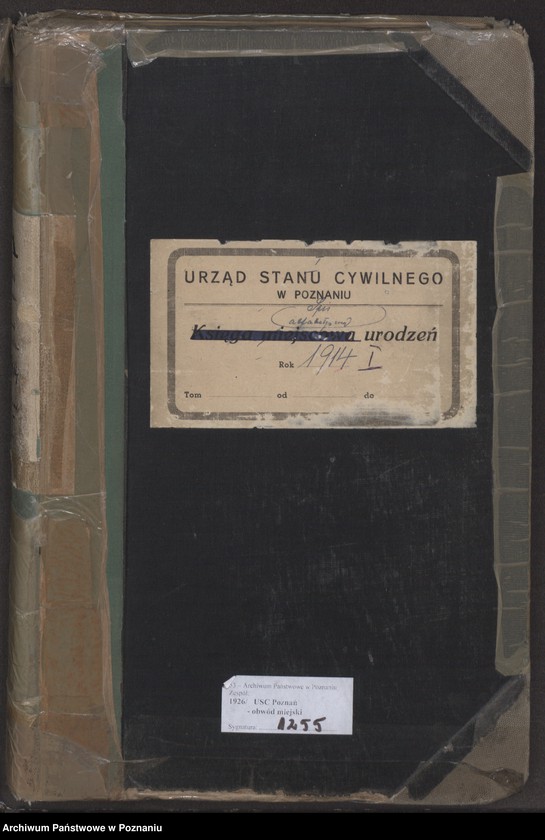 URZĄD STANU CYWILNEGO
W POZNANIU
Spis
alfabetyczny
Księga miejscowa urodzeń
Rok 1914 I
Tom od do
53 – Archiwum Państwowe w Poznaniu
Zespół:
1926/ USC Poznań
- obwód miejski
Sygnatura: 1255
Archiwum Państwowe w Poznaniu